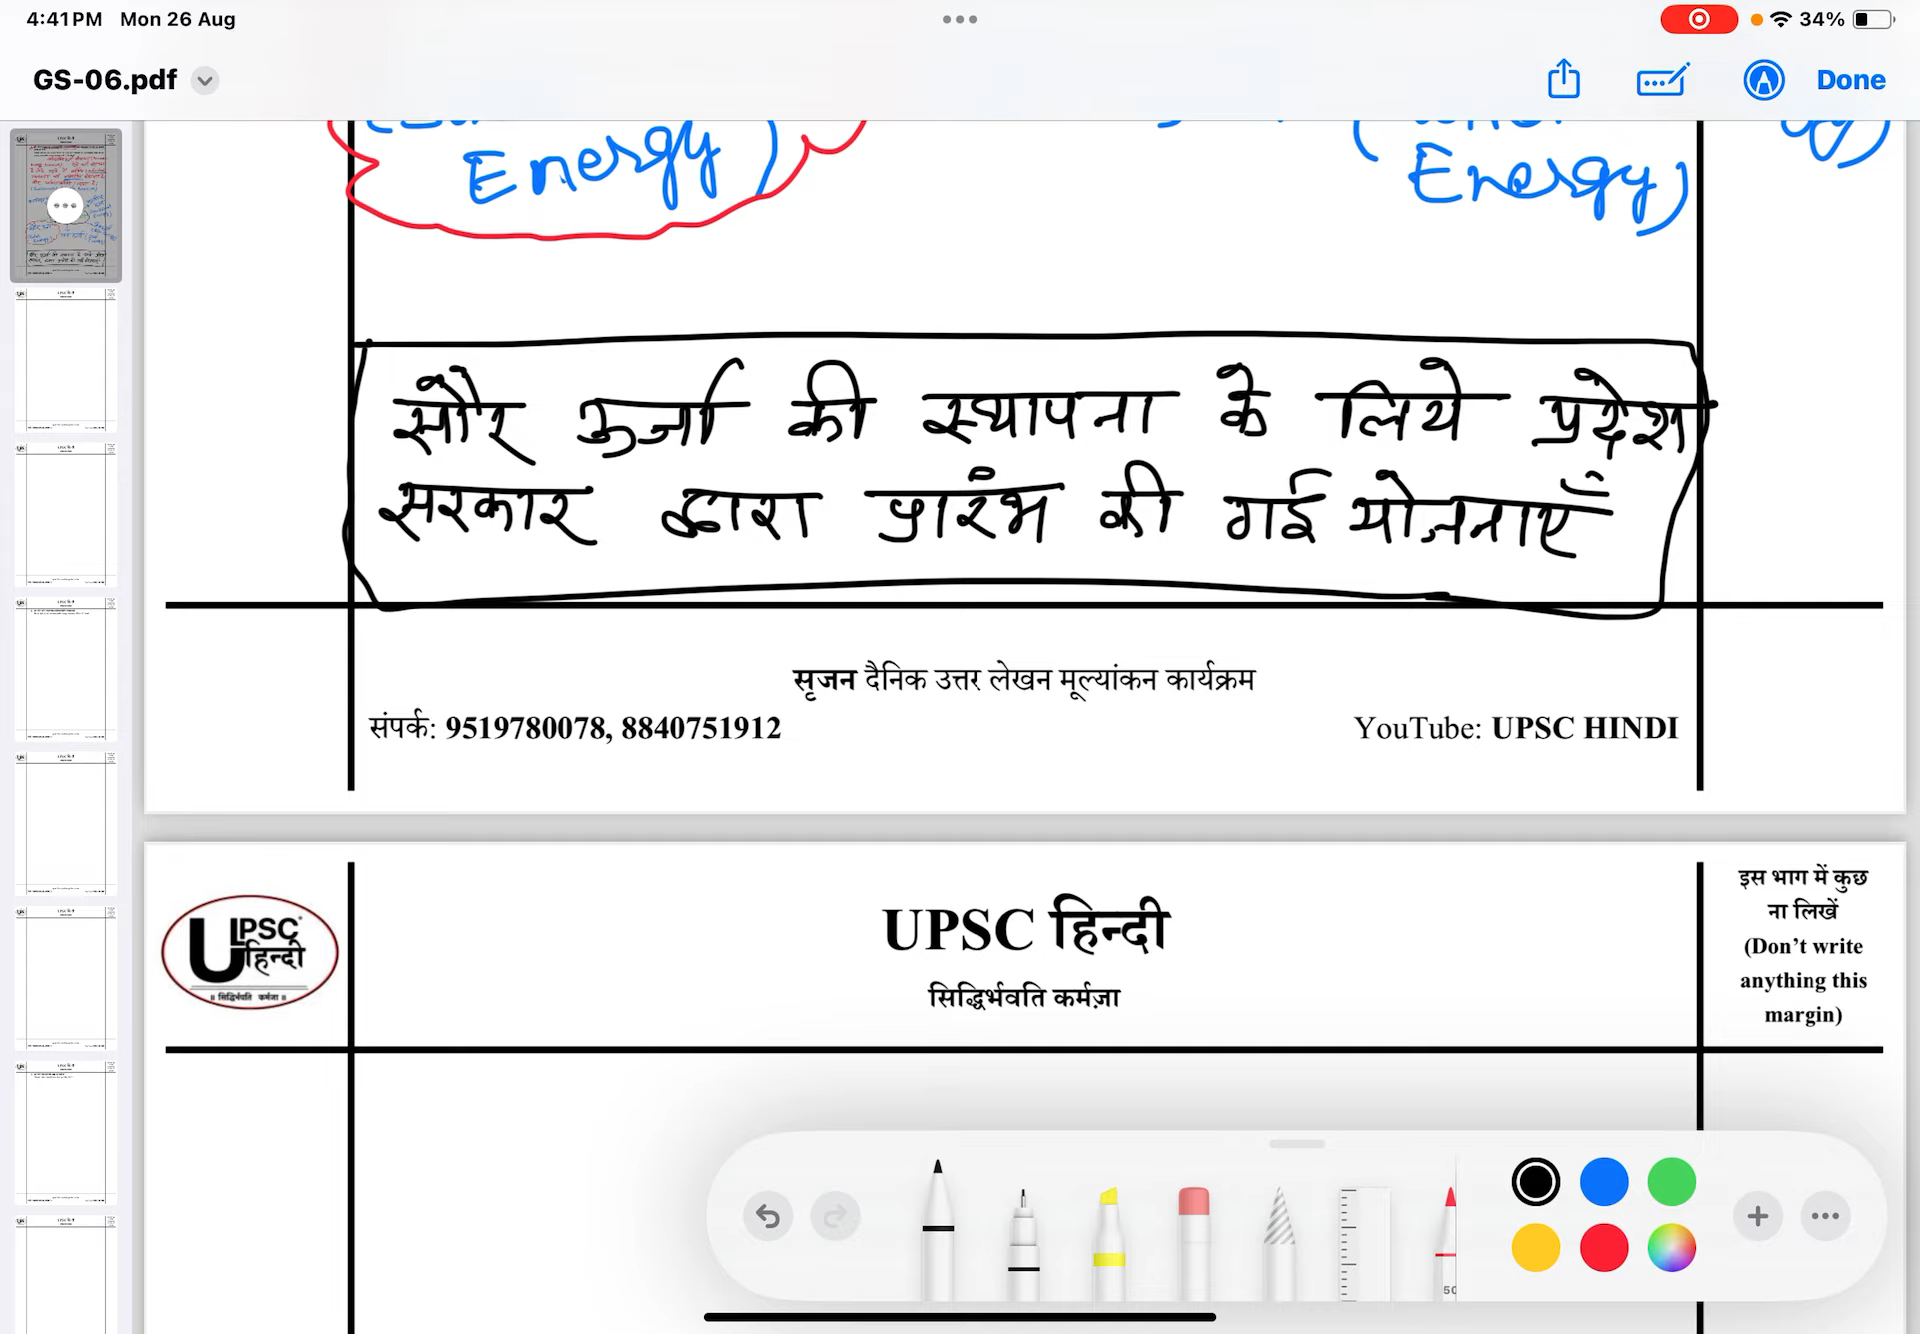 4:41 PM Mon 26 Aug
34%
GS-06.pdf
Done
Energy) Energy)
सौर ऊर्जा की स्थापना के लिये प्रदेश
सरकार द्वारा प्रारंभ की गई योजनाएँ
सृजन दैनिक उत्तर लेखन मूल्यांकन कार्यक्रम
संपर्क: 9519780078, 8840751912
YouTube: UPSC HINDI
UPSC
हिन्दी
॥ सिद्धिर्भवति कर्मजा ॥
UPSC हिन्दी
सिद्धिर्भवति कर्मज़ा
इस भाग में कुछ
ना लिखें
(Don’t write
anything this
margin)